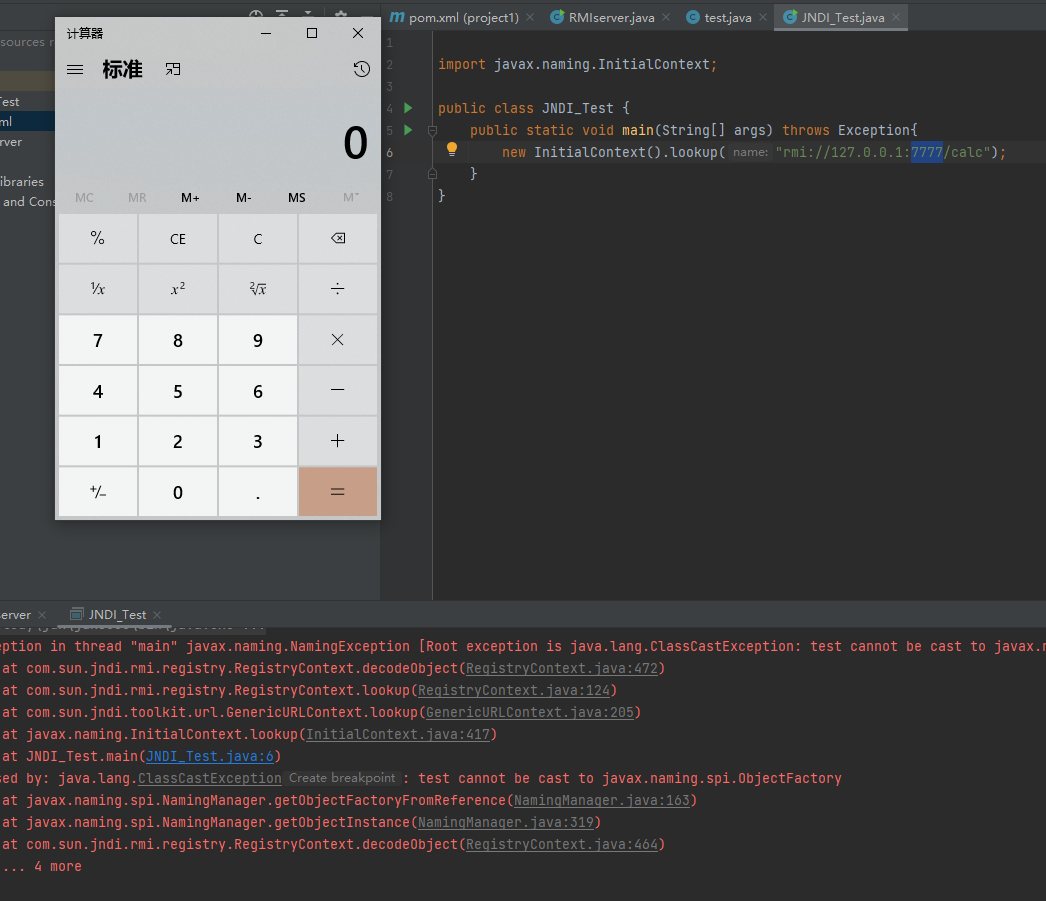 pom.xml (project1)
RMIserver.java
test.java
JNDI_Test.java
计算器
标准
0
MC MR M+ M- MS M˅
% CE C ⌫
¹⁄x x² ²√x ÷
7 8 9 ×
4 5 6 −
1 2 3 +
+/− 0 . =
1
2 import javax.naming.InitialContext;
3
4 public class JNDI_Test {
5 public static void main(String[] args) throws Exception{
6 new InitialContext().lookup( name: "rmi://127.0.0.1:7777/calc");
7 }
8 }
sources
est
ml
rver
ibraries
and Cons
erver
JNDI_Test
ption in thread "main" javax.naming.NamingException [Root exception is java.lang.ClassCastException: test cannot be cast to javax.n
at com.sun.jndi.rmi.registry.RegistryContext.decodeObject(RegistryContext.java:472)
at com.sun.jndi.rmi.registry.RegistryContext.lookup(RegistryContext.java:124)
at com.sun.jndi.toolkit.url.GenericURLContext.lookup(GenericURLContext.java:205)
at javax.naming.InitialContext.lookup(InitialContext.java:417)
at JNDI_Test.main(JNDI_Test.java:6)
sed by: java.lang.ClassCastException Create breakpoint : test cannot be cast to javax.naming.spi.ObjectFactory
at javax.naming.spi.NamingManager.getObjectFactoryFromReference(NamingManager.java:163)
at javax.naming.spi.NamingManager.getObjectInstance(NamingManager.java:319)
at com.sun.jndi.rmi.registry.RegistryContext.decodeObject(RegistryContext.java:464)
... 4 more